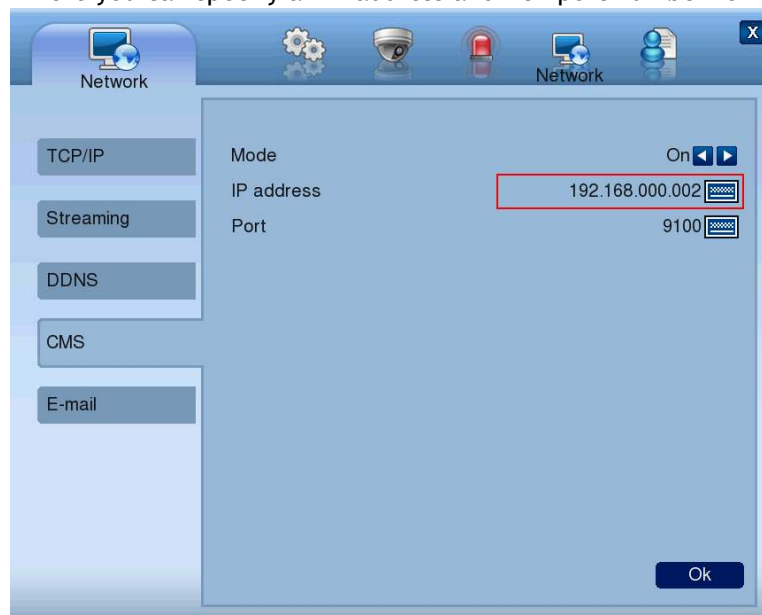 Network
Network
X
TCP/IP
Streaming
DDNS
CMS
E-mail
Mode On
IP address 192.168.000.002
Port 9100
Ok